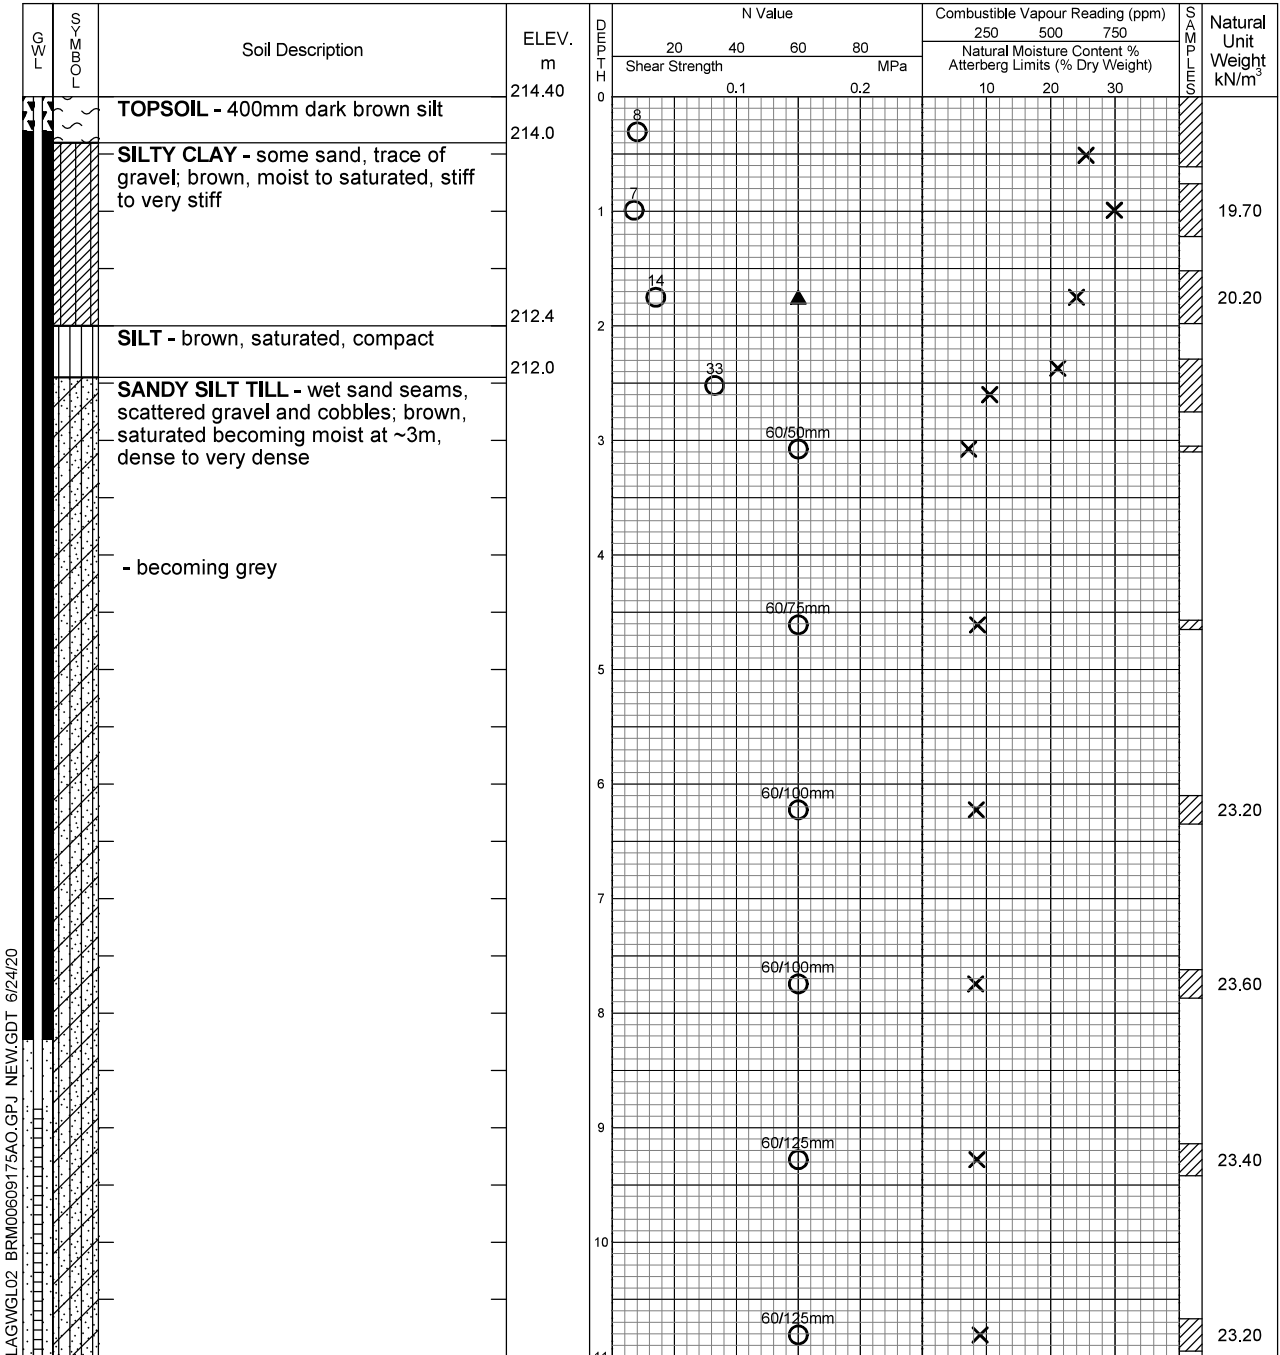 GWL
SYMBOL
Soil Description
ELEV.
m
DEPTH
N Value
20 40 60 80
Shear Strength MPa
0.1 0.2
Combustible Vapour Reading (ppm)
250 500 750
Natural Moisture Content %
Atterberg Limits (% Dry Weight)
10 20 30
SAMPLES
Natural
Unit
Weight
kN/m³
214.40
0
TOPSOIL - 400mm dark brown silt
8
214.0
SILTY CLAY - some sand, trace of
gravel; brown, moist to saturated, stiff
to very stiff
7
1
19.70
14
20.20
212.4
2
SILT - brown, saturated, compact
212.0
33
SANDY SILT TILL - wet sand seams,
scattered gravel and cobbles; brown,
saturated becoming moist at ~3m,
dense to very dense
60/50mm
3
4
- becoming grey
60/75mm
5
6
60/100mm
23.20
7
60/100mm
23.60
8
9
60/125mm
23.40
10
60/125mm
23.20
11
LAGWGL02 BRM00609175AO.GPJ NEW.GDT 6/24/20